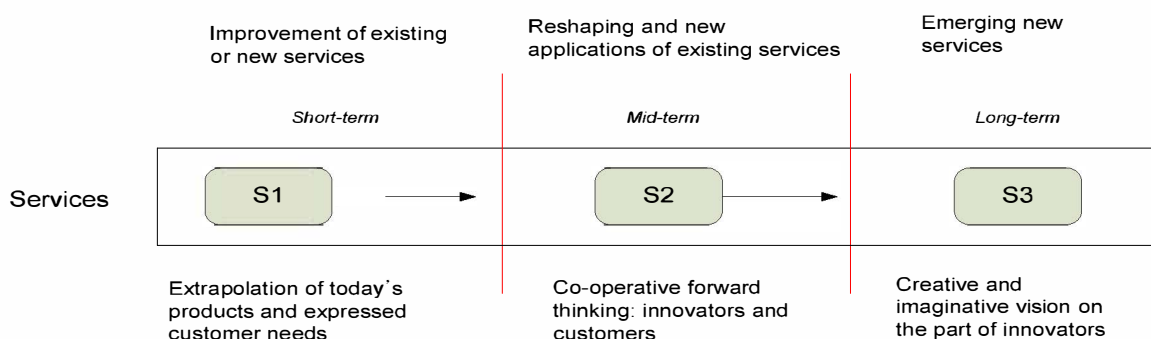 Improvement of existing
or new services
Reshaping and new
applications of existing services
Emerging new
services
Short-term
Mid-term
Long-term
Services
S1
S2
S3
Extrapolation of today's
products and expressed
customer needs
Co-operative forward
thinking: innovators and
customers
Creative and
imaginative vision on
the part of innovators